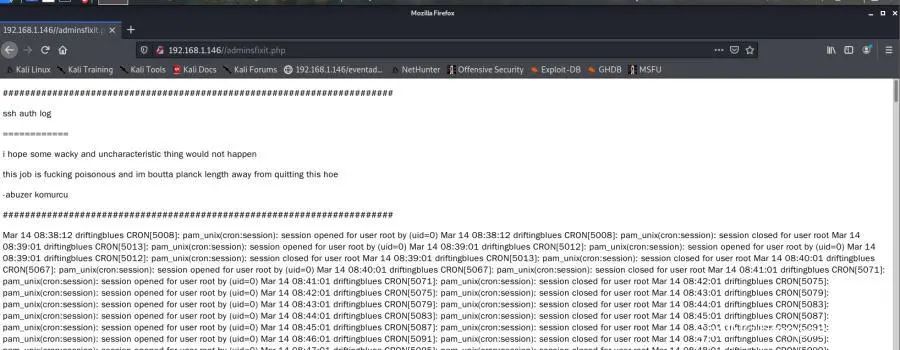 Mozilla Firefox
192.168.1.146//adminsfixit.p
192.168.1.146//adminsfixit.php
Kali Linux Kali Training Kali Tools Kali Docs Kali Forums 192.168.1.146/eventad... NetHunter Offensive Security Exploit-DB GHDB MSFU
######################################################################
ssh auth log
============
i hope some wacky and uncharacteristic thing would not happen
this job is fucking poisonous and im boutta planck length away from quitting this hoe
-abuzer komurcu
######################################################################
Mar 14 08:38:12 driftingblues CRON[5008]: pam_unix(cron:session): session opened for user root by (uid=0) Mar 14 08:38:12 driftingblues CRON[5008]: pam_unix(cron:session): session closed for user root Mar 14
08:39:01 driftingblues CRON[5013]: pam_unix(cron:session): session opened for user root by (uid=0) Mar 14 08:39:01 driftingblues CRON[5012]: pam_unix(cron:session): session opened for user root by (uid=0) Mar 14
08:39:01 driftingblues CRON[5012]: pam_unix(cron:session): session closed for user root Mar 14 08:39:01 driftingblues CRON[5013]: pam_unix(cron:session): session closed for user root Mar 14 08:40:01 driftingblues
CRON[5067]: pam_unix(cron:session): session opened for user root by (uid=0) Mar 14 08:40:01 driftingblues CRON[5067]: pam_unix(cron:session): session closed for user root Mar 14 08:41:01 driftingblues CRON[5071]:
pam_unix(cron:session): session opened for user root by (uid=0) Mar 14 08:41:01 driftingblues CRON[5071]: pam_unix(cron:session): session closed for user root Mar 14 08:42:01 driftingblues CRON[5075]:
pam_unix(cron:session): session opened for user root by (uid=0) Mar 14 08:42:01 driftingblues CRON[5075]: pam_unix(cron:session): session closed for user root Mar 14 08:43:01 driftingblues CRON[5079]:
pam_unix(cron:session): session opened for user root by (uid=0) Mar 14 08:43:01 driftingblues CRON[5079]: pam_unix(cron:session): session closed for user root Mar 14 08:44:01 driftingblues CRON[5083]:
pam_unix(cron:session): session opened for user root by (uid=0) Mar 14 08:44:01 driftingblues CRON[5083]: pam_unix(cron:session): session closed for user root Mar 14 08:45:01 driftingblues CRON[5087]:
pam_unix(cron:session): session opened for user root by (uid=0) Mar 14 08:45:01 driftingblues CRON[5087]: pam_unix(cron:session): session closed for user root Mar 14
pam_unix(cron:session): session opened for user root by (uid=0) Mar 14 08:46:01 driftingblues CRON[5091]: pam_unix(cron:session): session closed for user root Mar 14 08:47:01 driftingblues CRON[5095]: